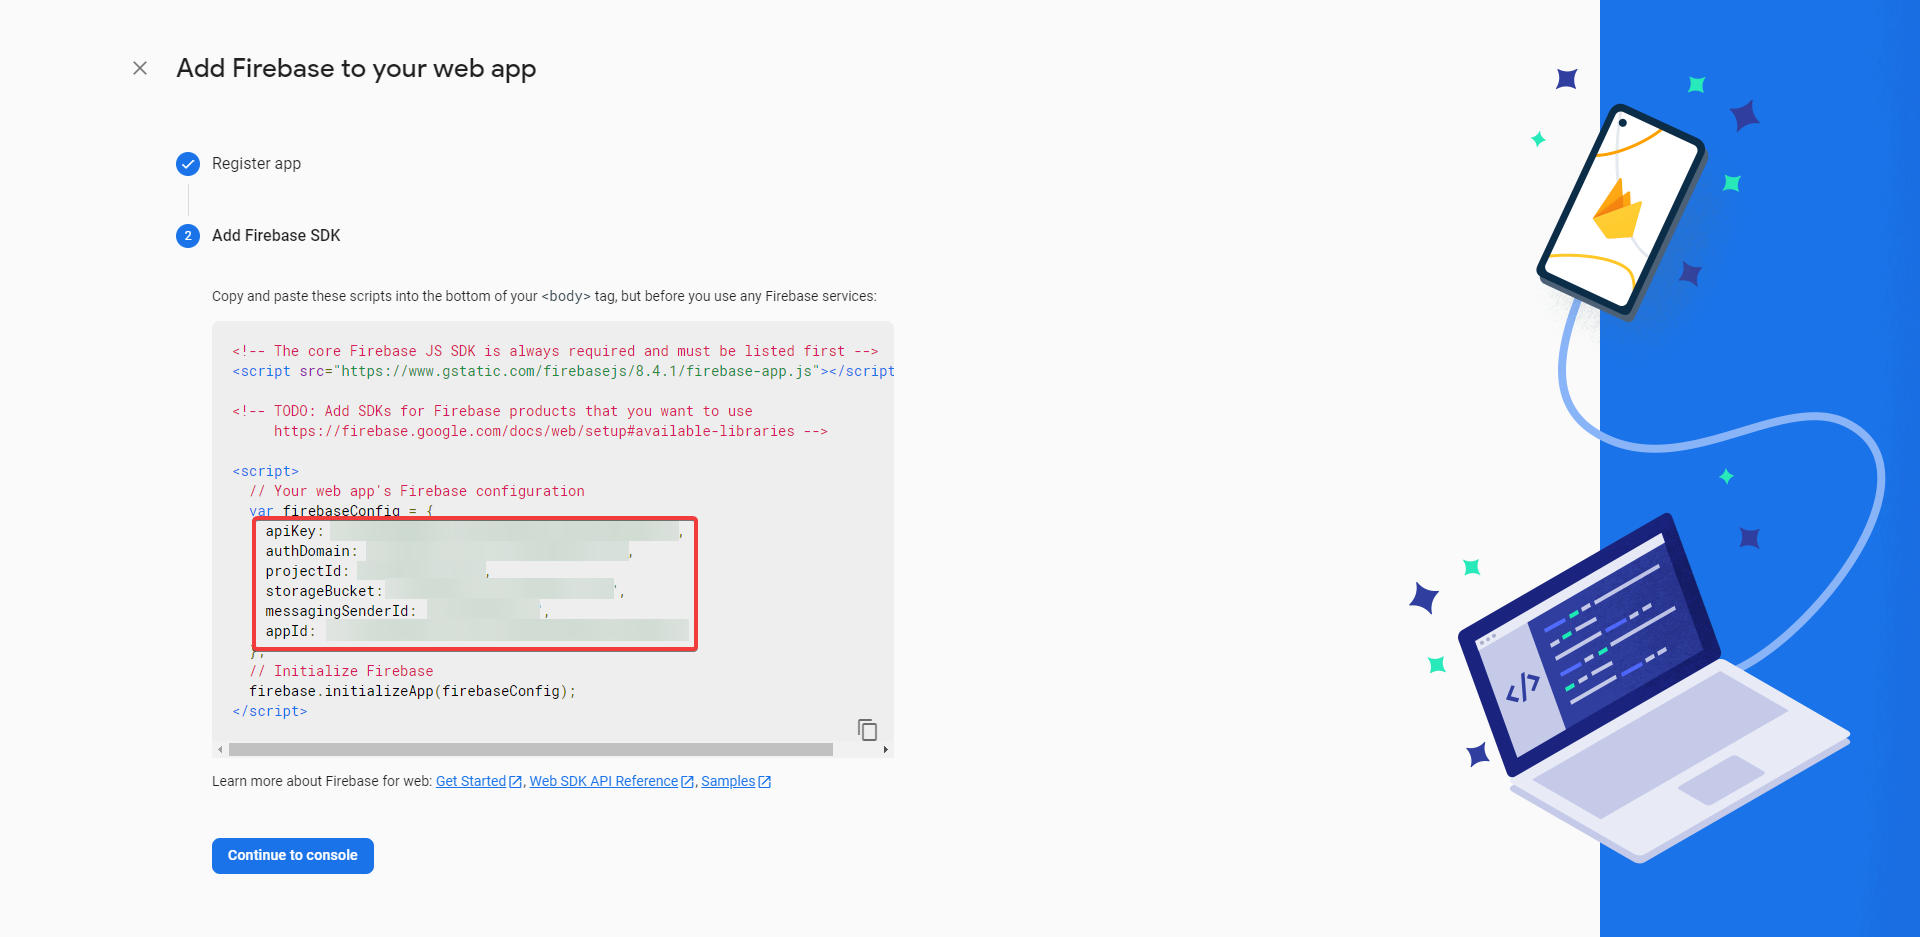 Add Firebase to your web app
Register app
2 Add Firebase SDK
Copy and paste these scripts into the bottom of your <body> tag, but before you use any Firebase services:
<!-- The core Firebase JS SDK is always required and must be listed first -->
<script src="https://www.gstatic.com/firebasejs/8.4.1/firebase-app.js"></script
<!-- TODO: Add SDKs for Firebase products that you want to use
https://firebase.google.com/docs/web/setup#available-libraries -->
<script>
// Your web app's Firebase configuration
var firebaseConfig = {
apiKey: ,
authDomain: ,
projectId: ,
storageBucket: ",
messagingSenderId: ",
appId:
};
// Initialize Firebase
firebase.initializeApp(firebaseConfig);
</script>
Learn more about Firebase for web: Get Started, Web SDK API Reference, Samples
Continue to console